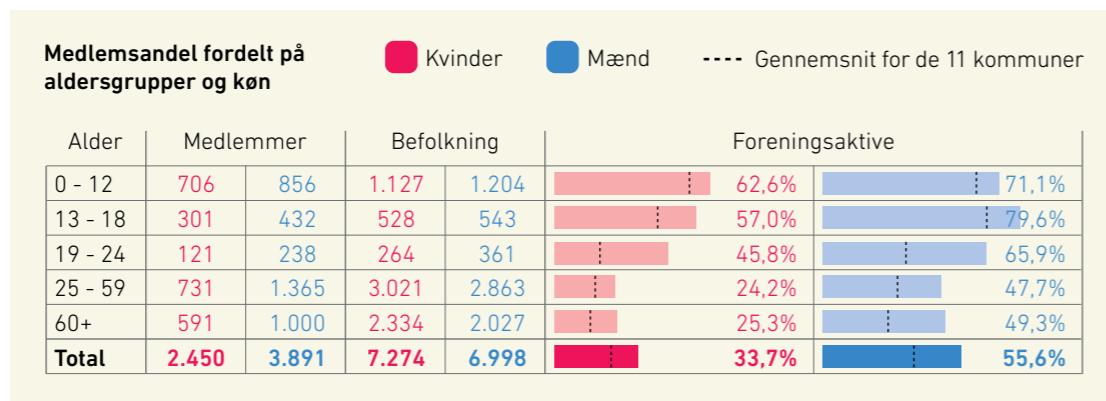 Medlemsandel fordelt på
aldersgrupper og køn
Kvinder Mænd Gennemsnit for de 11 kommuner
Alder Medlemmer Befolkning Foreningsaktive
0 - 12 706 856 1.127 1.204 62,6% 71,1%
13 - 18 301 432 528 543 57,0% 79,6%
19 - 24 121 238 264 361 45,8% 65,9%
25 - 59 731 1.365 3.021 2.863 24,2% 47,7%
60+ 591 1.000 2.334 2.027 25,3% 49,3%
Total 2.450 3.891 7.274 6.998 33,7% 55,6%